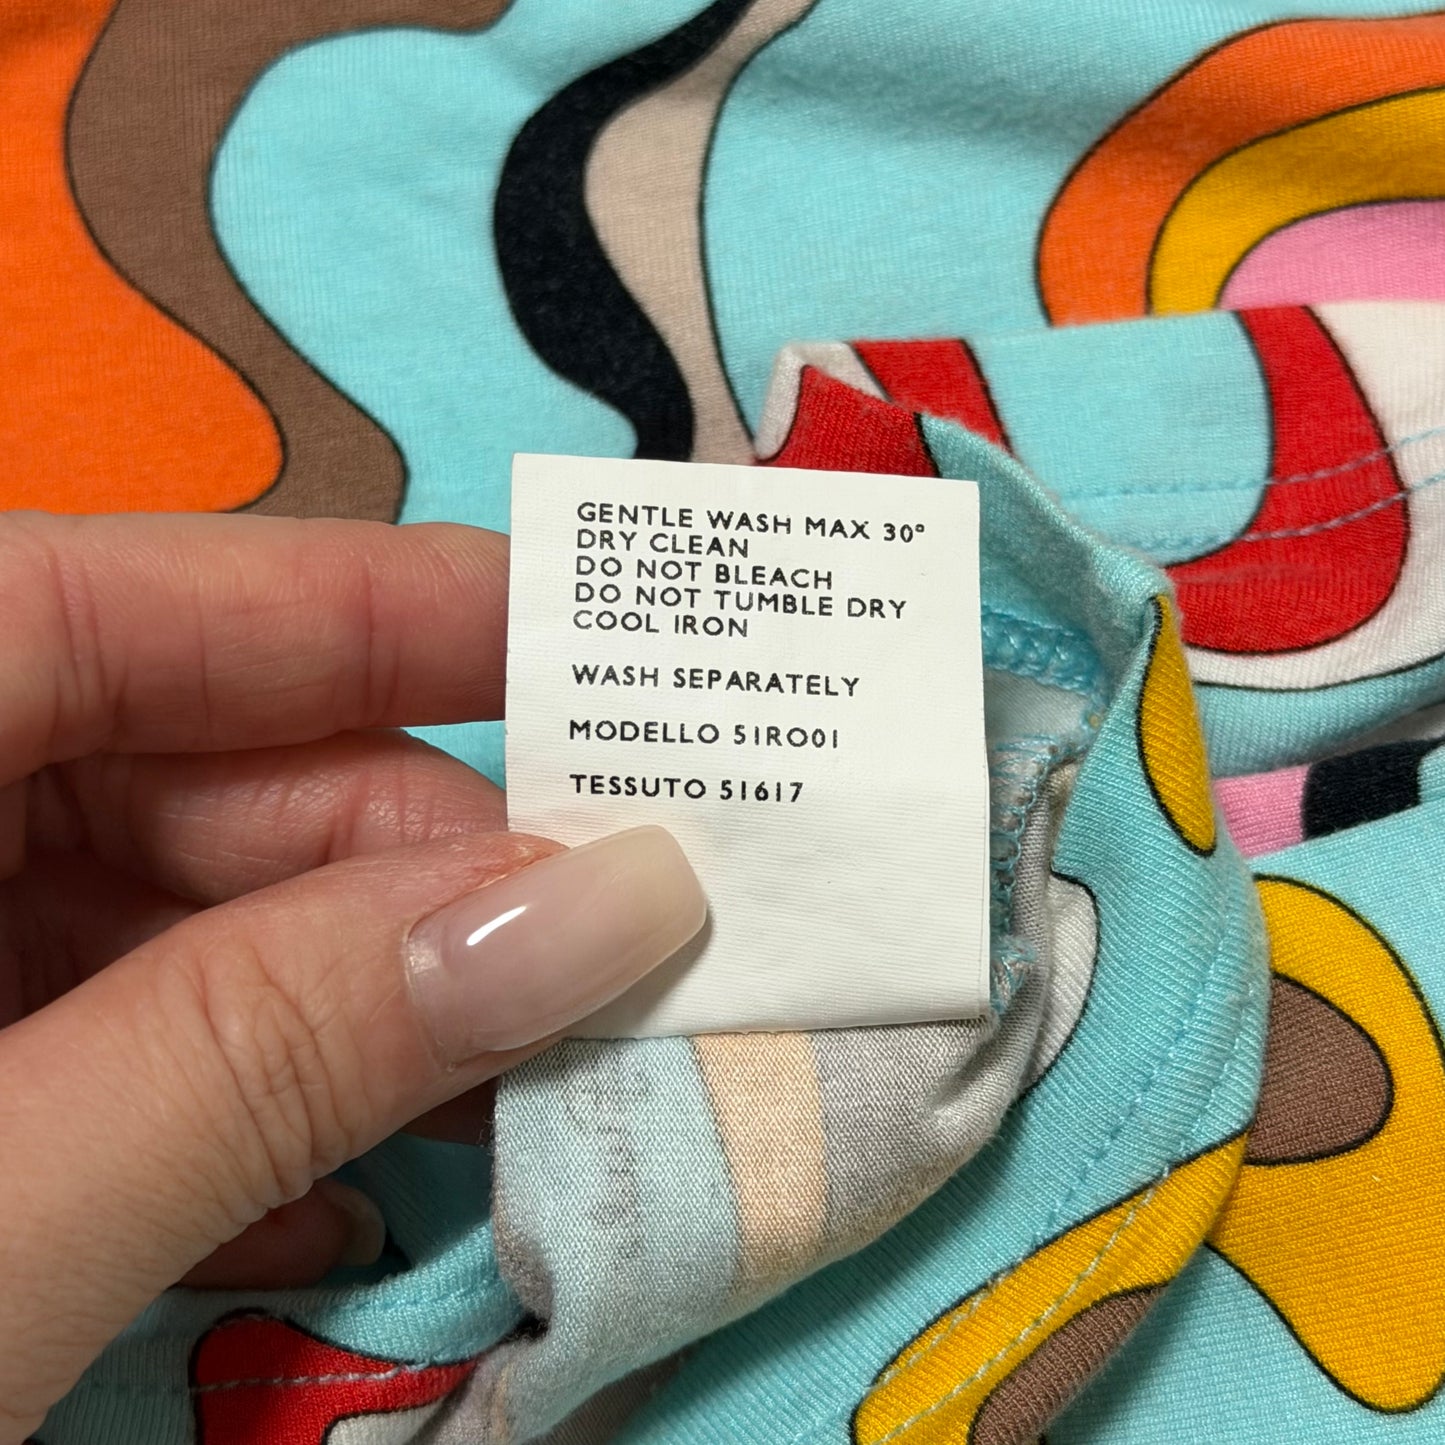 GENTLE WASH MAX 30°
DRY CLEAN
DO NOT BLEACH
DO NOT TUMBLE DRY
COOL IRON
WASH SEPARATELY
MODELLO 51RO01
TESSUTO 51617